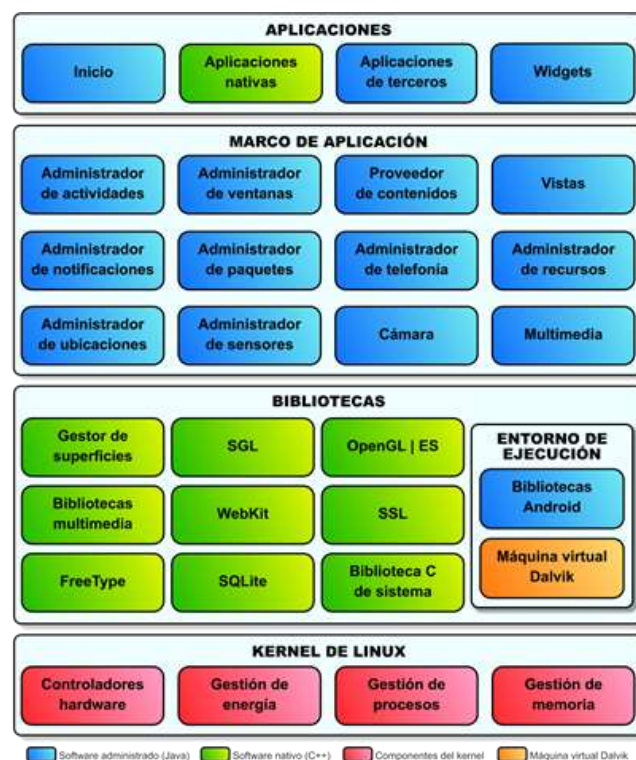 APLICACIONES
Inicio
Aplicaciones
nativas
Aplicaciones
de terceros
Widgets
MARCO DE APLICACIÓN
Administrador
de actividades
Administrador
de ventanas
Proveedor
de contenidos
Vistas
Administrador
de notificaciones
Administrador
de paquetes
Administrador
de telefonía
Administrador
de recursos
Administrador
de ubicaciones
Administrador
de sensores
Cámara
Multimedia
BIBLIOTECAS
Gestor de
superficies
SGL
OpenGL | ES
Bibliotecas
multimedia
WebKit
SSL
FreeType
SQLite
Biblioteca C
de sistema
ENTORNO DE
EJECUCIÓN
Bibliotecas
Android
Máquina virtual
Dalvik
KERNEL DE LINUX
Controladores
hardware
Gestión de
energía
Gestión de
procesos
Gestión de
memoria
Software administrado (Java)
Software nativo (C++)
Componentes del kernel
Máquina virtual Dalvik